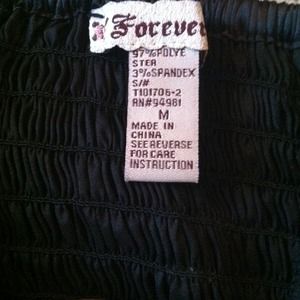 Forever
97%POLYE
STER
3%SPANDEX
S/#
T101706-2
RN#94981
M
MADE IN
CHINA
SEE REVERSE
FOR CARE
INSTRUCTION